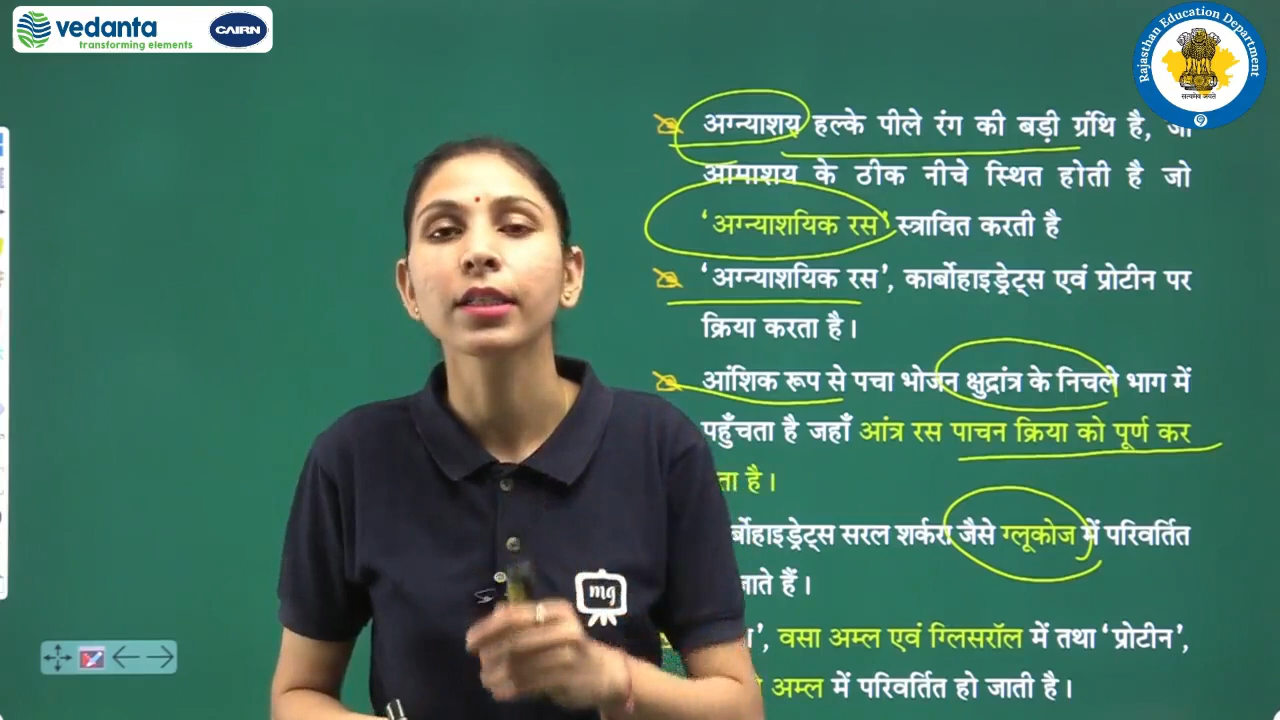 vedanta
transforming elements
CAIRN
Rajasthan Education Department
सत्यमेव जयते
अग्न्याशय हल्के पीले रंग की बड़ी ग्रंथि है, जो
आमाशय के ठीक नीचे स्थित होती है जो
‘अग्न्याशयिक रस’ स्त्रावित करती है
‘अग्न्याशयिक रस’, कार्बोहाइड्रेट्स एवं प्रोटीन पर
क्रिया करता है।
आंशिक रूप से पचा भोजन क्षुद्रांत्र के निचले भाग में
पहुँचता है जहाँ आंत्र रस पाचन क्रिया को पूर्ण कर
ता है।
र्बोहाइड्रेट्स सरल शर्करा जैसे ग्लूकोज में परिवर्तित
जाते हैं।
वसा अम्ल एवं ग्लिसरॉल में तथा ‘प्रोटीन’,
अम्ल में परिवर्तित हो जाती है।
mg